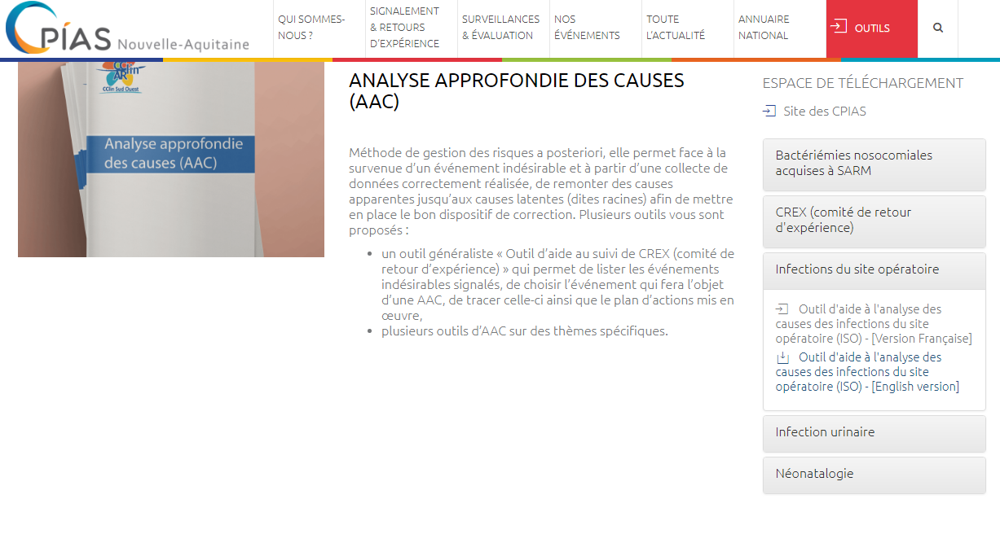 CPIAS Nouvelle-Aquitaine
QUI SOMMES-
NOUS ?
SIGNALEMENT
& RETOURS
D’EXPÉRIENCE
SURVEILLANCES
& ÉVALUATION
NOS
ÉVÉNEMENTS
TOUTE
L’ACTUALITÉ
ANNUAIRE
NATIONAL
OUTILS
CClin
AR
CClin Sud Ouest
Analyse approfondie
des causes (AAC)
ANALYSE APPROFONDIE DES CAUSES
(AAC)
Méthode de gestion des risques a posteriori, elle permet face à la
survenue d’un événement indésirable et à partir d’une collecte de
données correctement réalisée, de remonter des causes
apparentes jusqu’aux causes latentes (dites racines) afin de mettre
en place le bon dispositif de correction. Plusieurs outils vous sont
proposés :
• un outil généraliste « Outil d’aide au suivi de CREX (comité de
retour d’expérience) » qui permet de lister les événements
indésirables signalés, de choisir l’événement qui fera l’objet
d’une AAC, de tracer celle-ci ainsi que le plan d’actions mis en
œuvre,
• plusieurs outils d’AAC sur des thèmes spécifiques.
ESPACE DE TÉLÉCHARGEMENT
Site des CPIAS
Bactériémies nosocomiales
acquises à SARM
CREX (comité de retour
d'expérience)
Infections du site opératoire
Outil d'aide à l'analyse des
causes des infections du site
opératoire (ISO) - [Version Française]
Outil d'aide à l'analyse des
causes des infections du site
opératoire (ISO) - [English version]
Infection urinaire
Néonatalogie